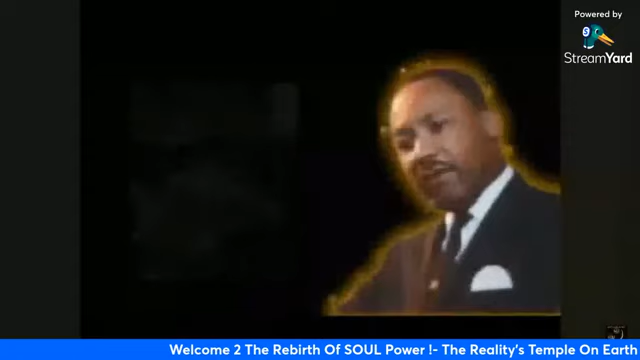 Powered by
StreamYard
Welcome 2 The Rebirth Of SOUL Power !- The Reality's Temple On Earth